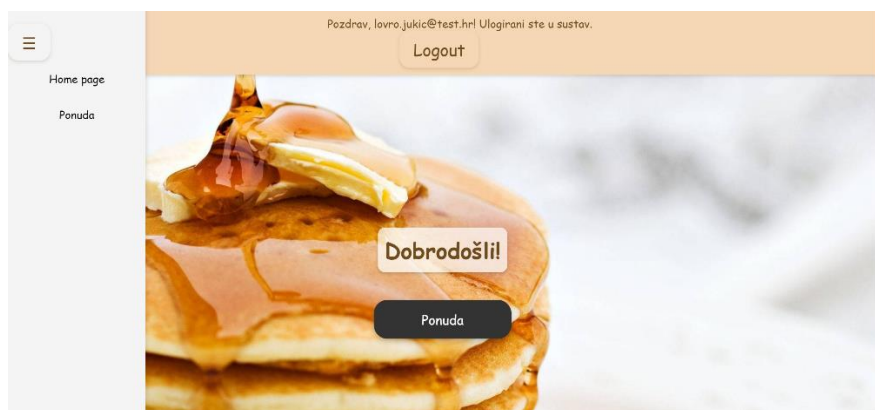 Pozdrav, lovro.jukic@test.hr! Ulogirani ste u sustav.
Logout
☰
Home page
Ponuda
Dobrodošli!
Ponuda